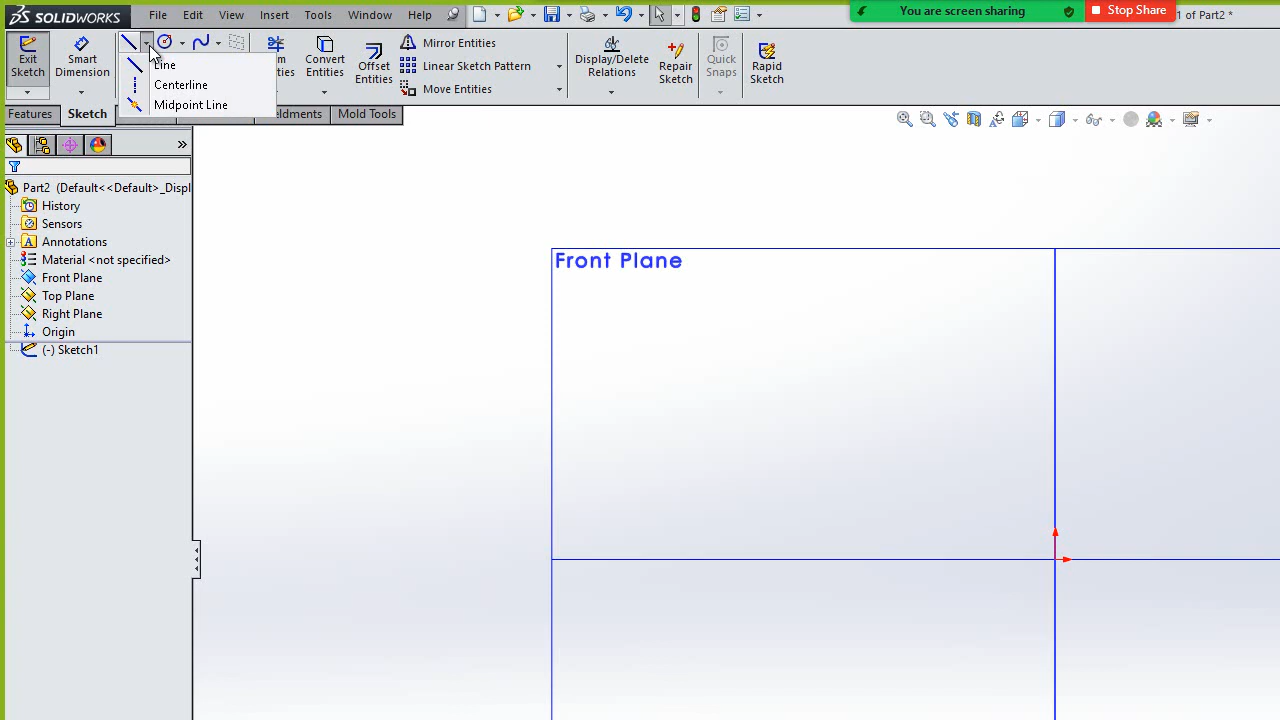 SOLIDWORKS File Edit View Insert Tools Window Help You are screen sharing Stop Share 1 of Part2 *
Exit Sketch
Smart Dimension
Convert Entities
Offset Entities
Mirror Entities
Linear Sketch Pattern
Move Entities
Display/Delete Relations
Repair Sketch
Quick Snaps
Rapid Sketch
Line
Centerline
Midpoint Line
Features Sketch Mold Tools
Part2 (Default<<Default>_Displ
History
Sensors
Annotations
Material <not specified>
Front Plane
Top Plane
Right Plane
Origin
(-) Sketch1
Front Plane